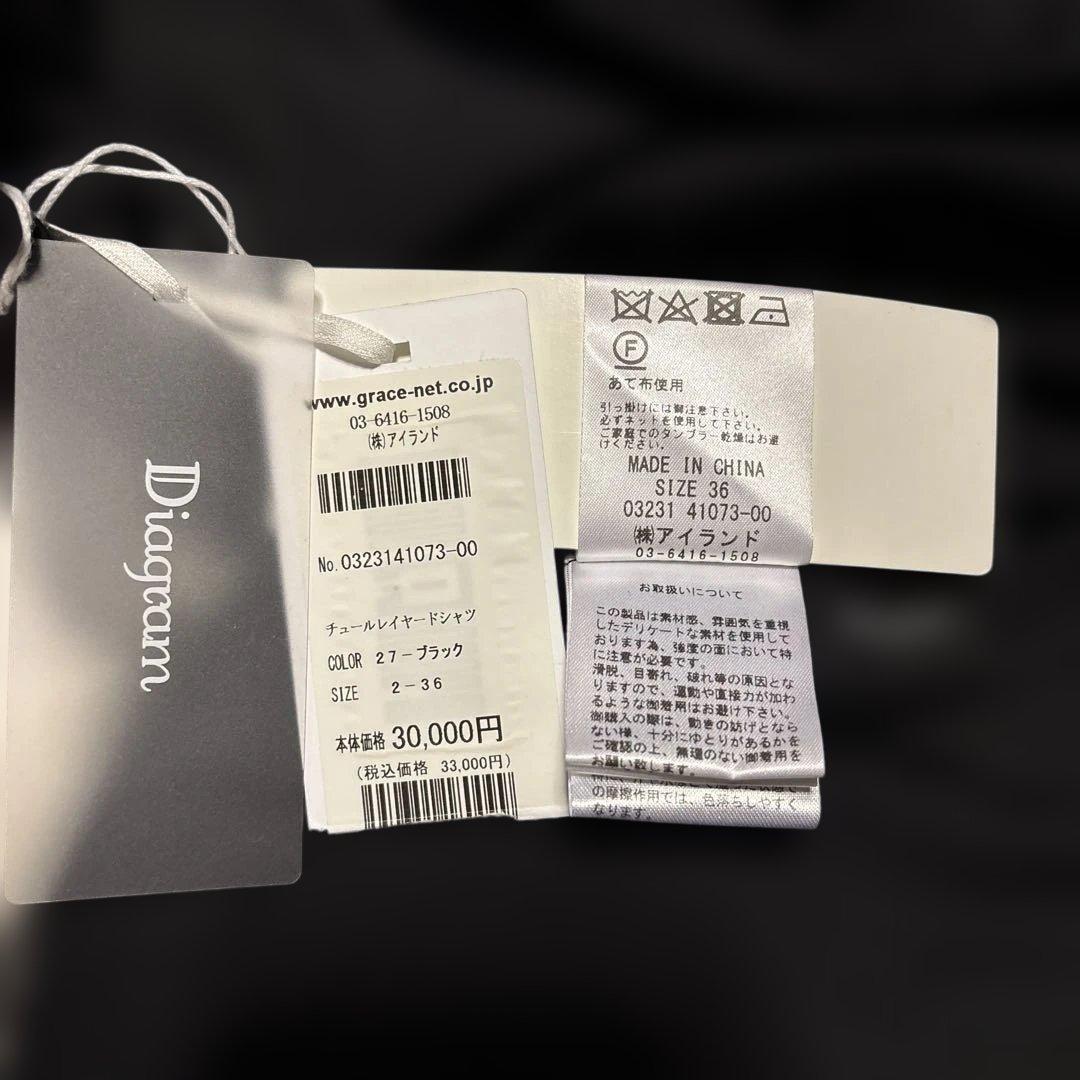 Diagram
www.grace-net.co.jp
03-6416-1508
(株)アイランド
No.0323141073-00
チュールレイヤードシャツ
COLOR 27-ブラック
SIZE 2-36
本体価格 30,000円
(税込価格 33,000円)
F
あて布使用
引っ掛けには御注意下さい。
必ずネットを使用して下さい。
ご家庭でのタンブラー乾燥はお避
けください。
MADE IN CHINA
SIZE 36
03231 41073-00
㈱アイランド
03-6416-1508
お取扱いについて
この製品は素材感、雰囲気を重視
したデリケートな素材を使用して
おります為、強度の面において特
に注意が必要です。
滑脱、目寄れ、破れ等の原因とな
りますので、運動や直接力が加わ
るような御着用はお避け下さい。
御購入の際は、動きの妨げとなら
ない様、十分にゆとりがあるかを
ご確認の上、無理のない御着用を
お願い致します。
の摩擦作用では、色落ちしやすく
なります。